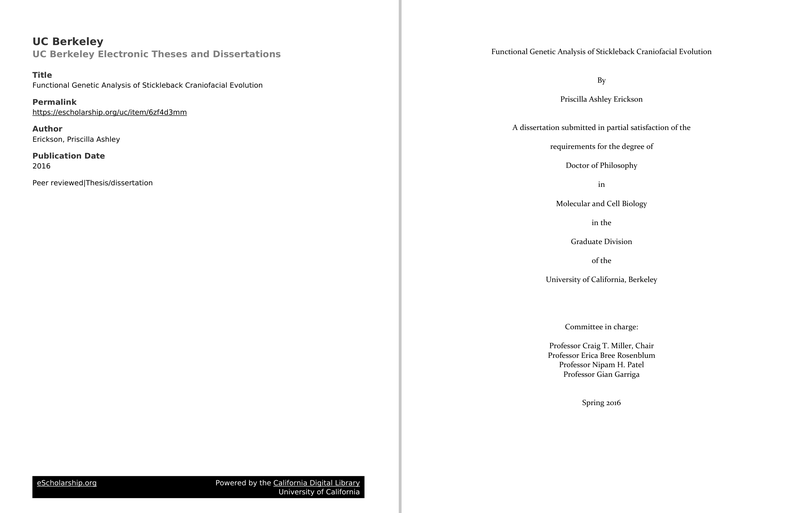 UC Berkeley
UC Berkeley Electronic Theses and Dissertations
Title
Functional Genetic Analysis of Stickleback Craniofacial Evolution
Permalink
https://escholarship.org/uc/item/6zf4d3mm
Author
Erickson, Priscilla Ashley
Publication Date
2016
Peer reviewed|Thesis/dissertation
eScholarship.org
Powered by the California Digital Library
University of California
Functional Genetic Analysis of Stickleback Craniofacial Evolution
By
Priscilla Ashley Erickson
A dissertation submitted in partial satisfaction of the
requirements for the degree of
Doctor of Philosophy
in
Molecular and Cell Biology
in the
Graduate Division
of the
University of California, Berkeley
Committee in charge:
Professor Craig T. Miller, Chair
Professor Erica Bree Rosenblum
Professor Nipam H. Patel
Professor Gian Garriga
Spring 2016